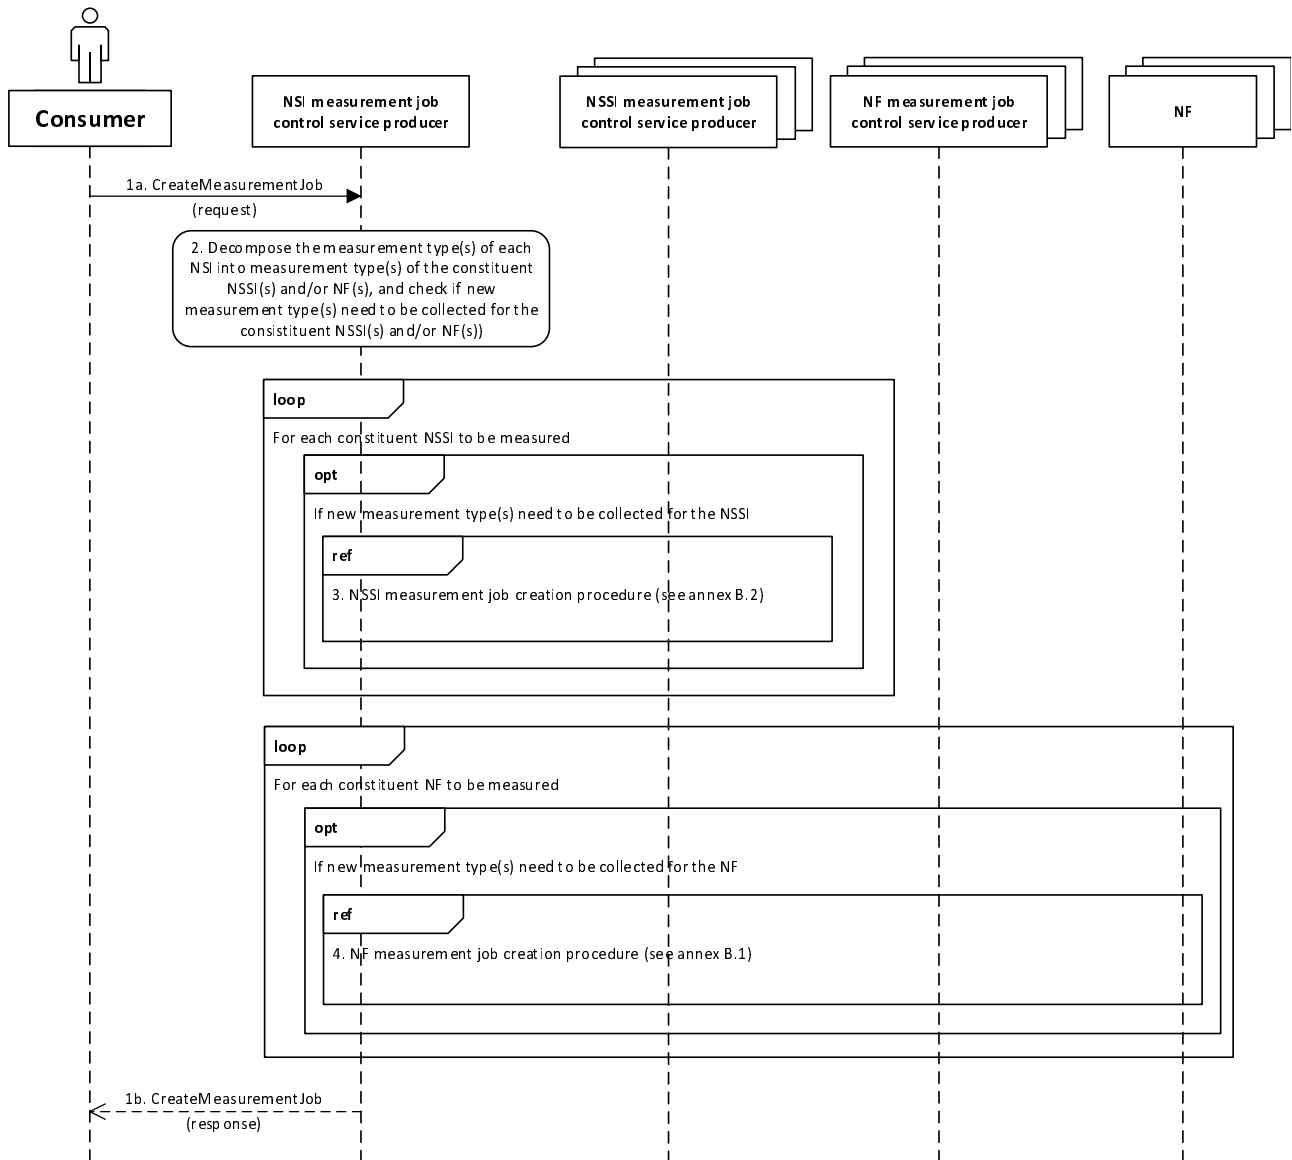 Consumer
NSI measurement job
control service producer
NSSI measurement job
control service producer
NF measurement job
control service producer
NF
1a. CreateMeasurementJob
(request)
2. Decompose the measurement type(s) of each
NSI into measurement type(s) of the constituent
NSSI(s) and/or NF(s), and check if new
measurement type(s) need to be collected for the
consistituent NSSI(s) and/or NF(s))
loop
For each constituent NSSI to be measured
opt
If new measurement type(s) need to be collected for the NSSI
ref
3. NSSI measurement job creation procedure (see annex B.2)
loop
For each constituent NF to be measured
opt
If new measurement type(s) need to be collected for the NF
ref
4. NF measurement job creation procedure (see annex B.1)
1b. CreateMeasurementJob
(response)